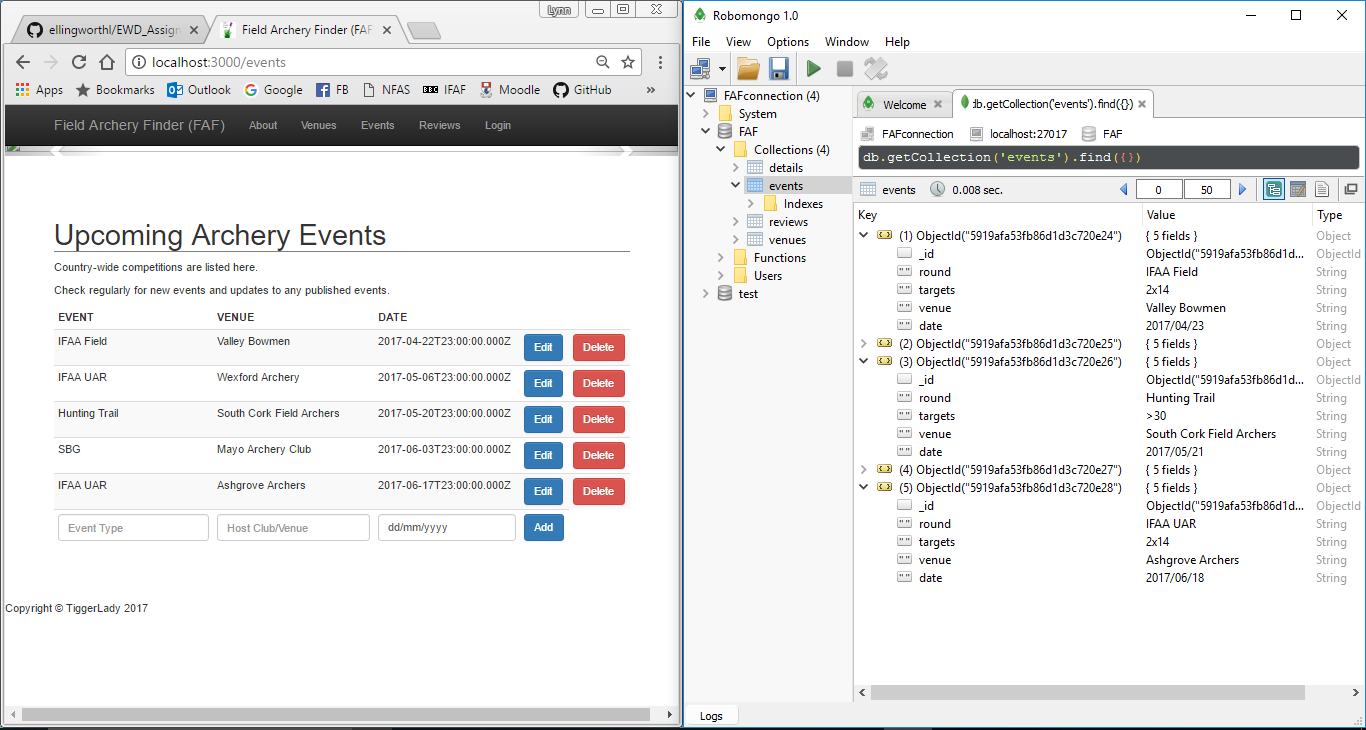 Lynn
ellingworthl/EWD_Assign
Field Archery Finder (FAF
localhost:3000/events
Apps Bookmarks Outlook Google FB NFAS IFAF Moodle GitHub »
Field Archery Finder (FAF) About Venues Events Reviews Login
Upcoming Archery Events
Country-wide competitions are listed here.
Check regularly for new events and updates to any published events.
EVENT VENUE DATE
IFAA Field Valley Bowmen 2017-04-22T23:00:00.000Z Edit Delete
IFAA UAR Wexford Archery 2017-05-06T23:00:00.000Z Edit Delete
Hunting Trail South Cork Field Archers 2017-05-20T23:00:00.000Z Edit Delete
SBG Mayo Archery Club 2017-06-03T23:00:00.000Z Edit Delete
IFAA UAR Ashgrove Archers 2017-06-17T23:00:00.000Z Edit Delete
Event Type Host Club/Venue dd/mm/yyyy Add
Copyright © TiggerLady 2017
Robomongo 1.0
File View Options Window Help
FAFconnection (4)
System
FAF
Collections (4)
details
events
Indexes
reviews
venues
Functions
Users
test
Welcome db.getCollection('events').find({})
FAFconnection localhost:27017 FAF
db.getCollection('events').find({})
events 0.008 sec. 0 50
Key Value Type
(1) ObjectId("5919afa53fb86d1d3c720e24") { 5 fields } Object
_id ObjectId("5919afa53fb86d1d... ObjectId
round IFAA Field String
targets 2x14 String
venue Valley Bowmen String
date 2017/04/23 String
(2) ObjectId("5919afa53fb86d1d3c720e25") { 5 fields } Object
(3) ObjectId("5919afa53fb86d1d3c720e26") { 5 fields } Object
_id ObjectId("5919afa53fb86d1d... ObjectId
round Hunting Trail String
targets >30 String
venue South Cork Field Archers String
date 2017/05/21 String
(4) ObjectId("5919afa53fb86d1d3c720e27") { 5 fields } Object
(5) ObjectId("5919afa53fb86d1d3c720e28") { 5 fields } Object
_id ObjectId("5919afa53fb86d1d... ObjectId
round IFAA UAR String
targets 2x14 String
venue Ashgrove Archers String
date 2017/06/18 String
Logs